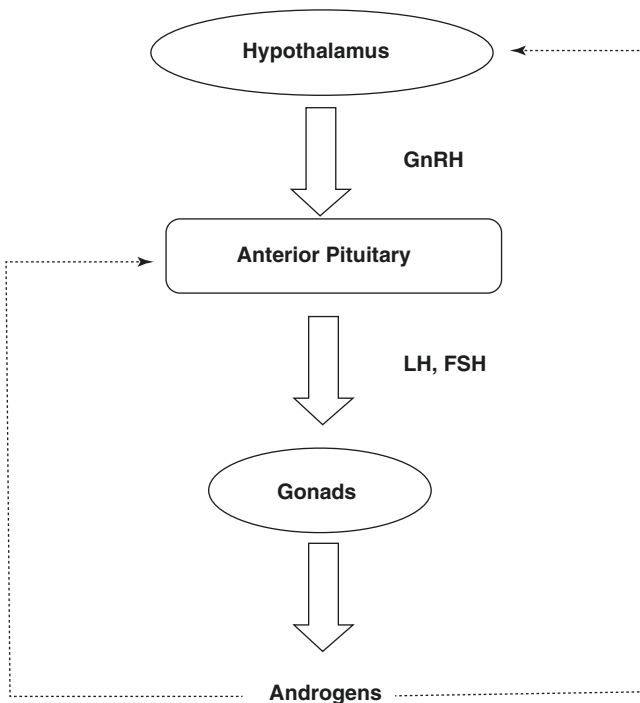 Hypothalamus
GnRH
Anterior Pituitary
LH, FSH
Gonads
Androgens